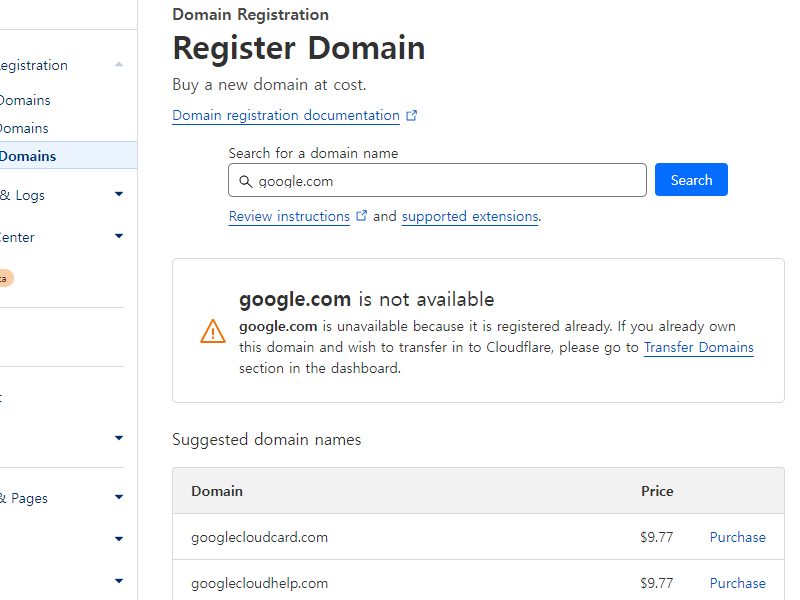 Domain Registration
Register Domain
Buy a new domain at cost.
Domain registration documentation
egistration
Domains
Domains
Domains
& Logs
Center
ta
& Pages
Search for a domain name
google.com
Search
Review instructions and supported extensions.
google.com is not available
google.com is unavailable because it is registered already. If you already own
this domain and wish to transfer in to Cloudflare, please go to Transfer Domains
section in the dashboard.
Suggested domain names
Domain Price
googlecloudcard.com $9.77 Purchase
googlecloudhelp.com $9.77 Purchase